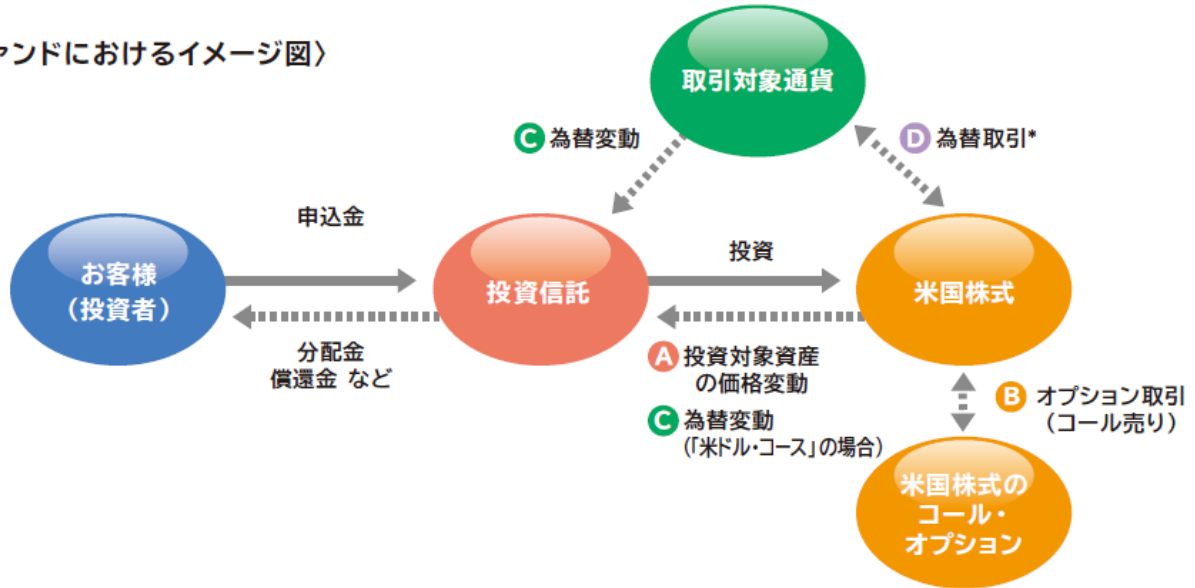 ァンドにおけるイメージ図〉
取引対象通貨
C 為替変動
D 為替取引*
申込金
投資
お客様
（投資者）
投資信託
米国株式
分配金
償還金 など
A 投資対象資産
の価格変動
C 為替変動
(「米ドル・コース」の場合)
B オプション取引
（コール売り）
米国株式の
コール・
オプション